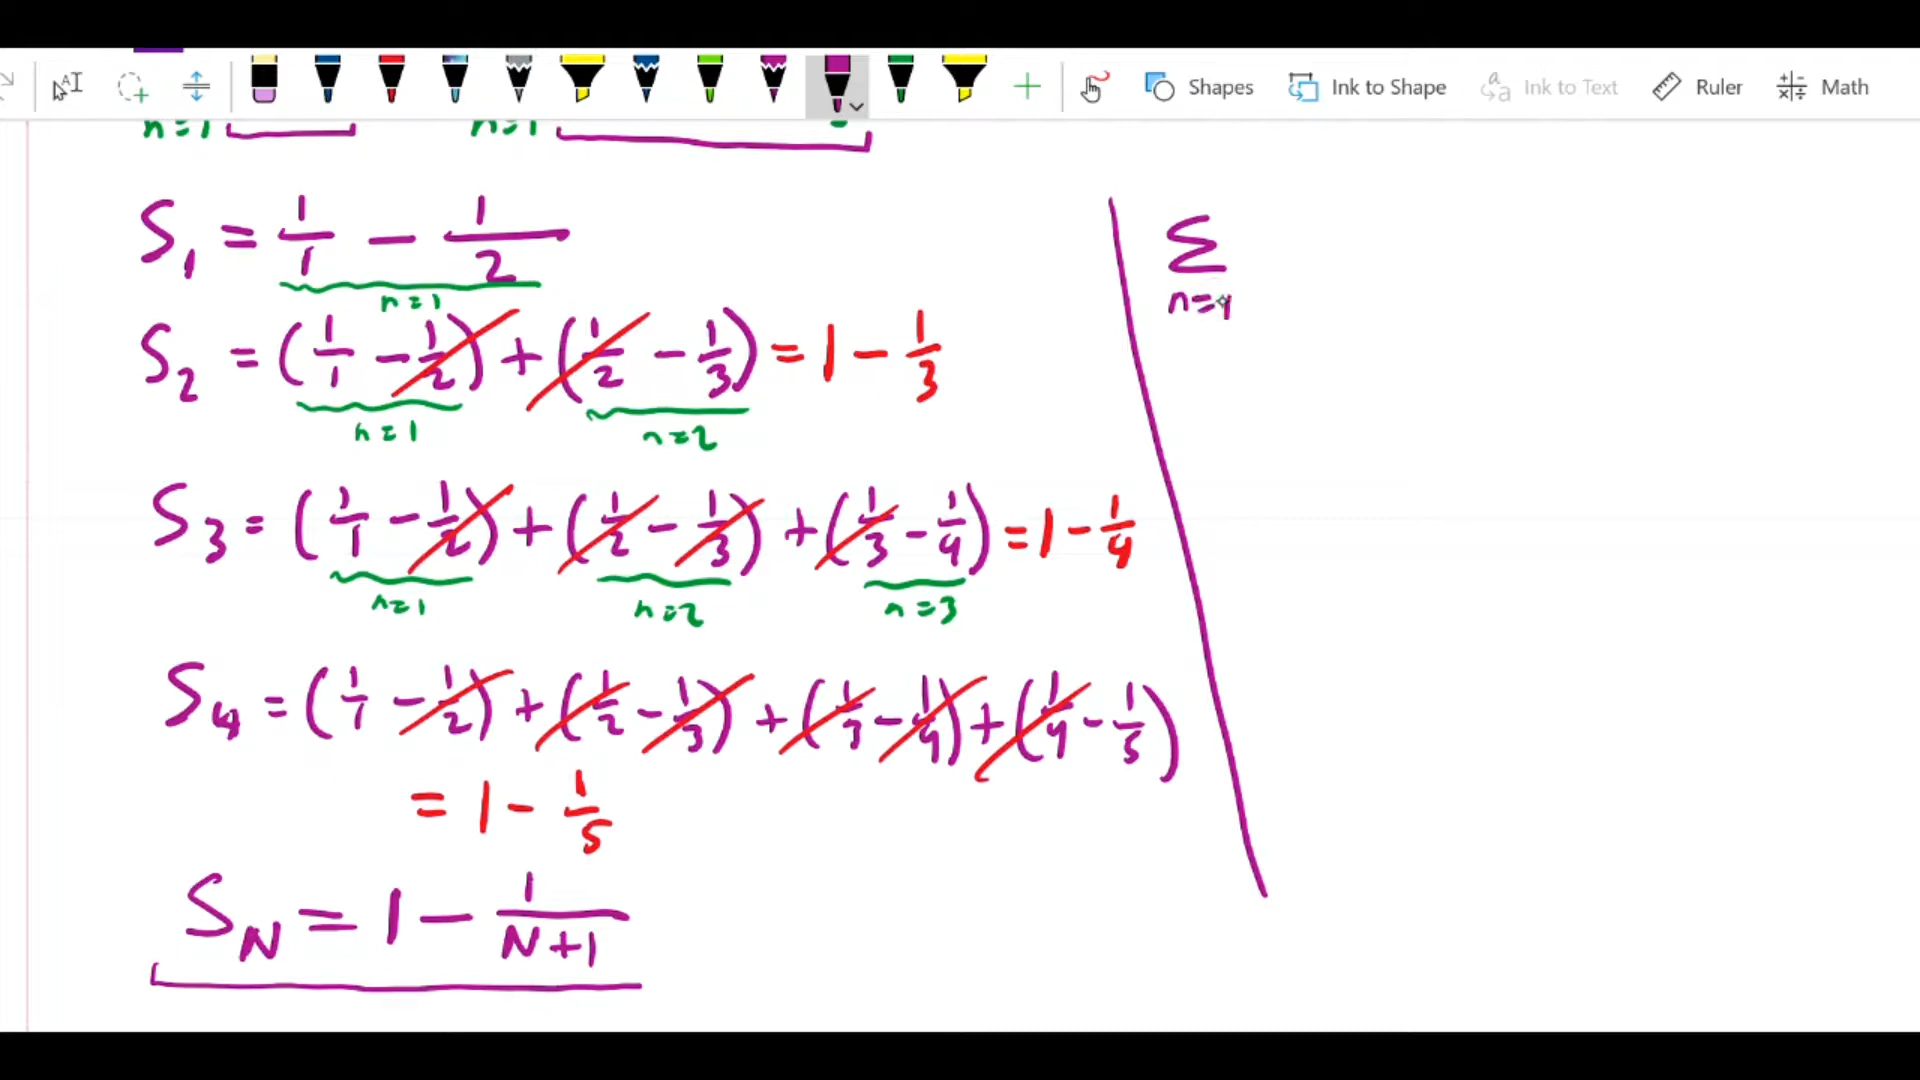 Shapes Ink to Shape Ink to Text Ruler Math
n=1 n=1
S₁ = 1/1 - 1/2
n=1
S₂ = (1/1 - 1/2) + (1/2 - 1/3) = 1 - 1/3
n=1 n=2
S₃ = (1/1 - 1/2) + (1/2 - 1/3) + (1/3 - 1/4) = 1 - 1/4
n=1 n=2 n=3
S₄ = (1/1 - 1/2) + (1/2 - 1/3) + (1/3 - 1/4) + (1/4 - 1/5)
= 1 - 1/5
S_N = 1 - 1/(N+1)
Σ
n=1